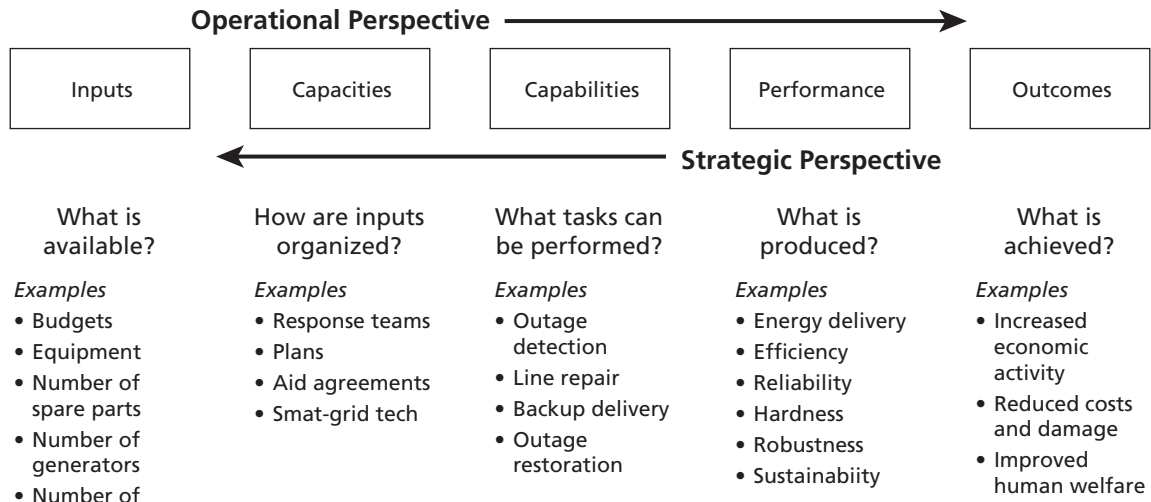 Operational Perspective
Inputs
Capacities
Capabilities
Performance
Outcomes
Strategic Perspective
What is
available?
Examples
• Budgets
• Equipment
• Number of
spare parts
• Number of
generators
• Number of
How are inputs
organized?
Examples
• Response teams
• Plans
• Aid agreements
• Smat-grid tech
What tasks can
be performed?
Examples
• Outage
detection
• Line repair
• Backup delivery
• Outage
restoration
What is
produced?
Examples
• Energy delivery
• Efficiency
• Reliability
• Hardness
• Robustness
• Sustainabiity
What is
achieved?
Examples
• Increased
economic
activity
• Reduced costs
and damage
• Improved
human welfare